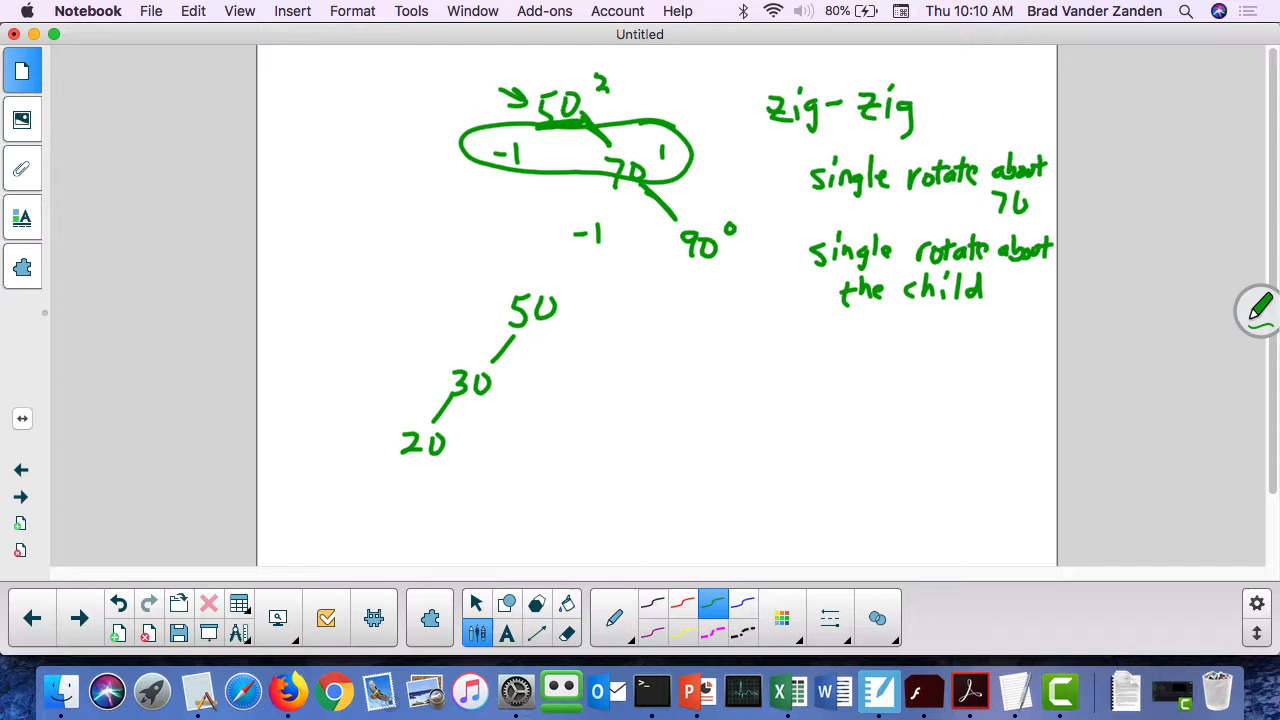 Notebook File Edit View Insert Format Tools Window Add-ons Account Help 80% Thu 10:10 AM Brad Vander Zanden
Untitled
50 2
-1 70 1
-1 90 0
zig-zig
single rotate about
70
single rotate about
the child
50
30
20